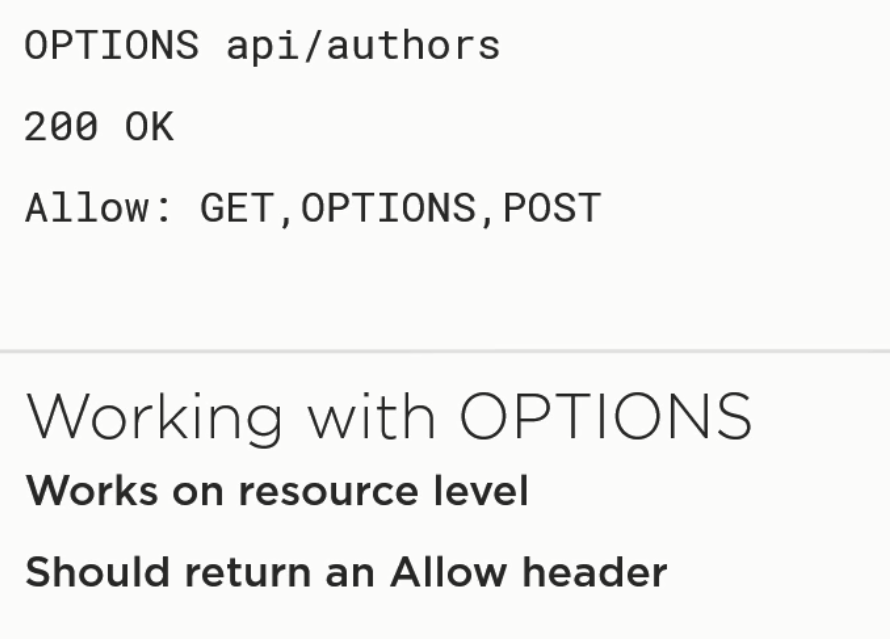 OPTIONS api/authors
200 OK
Allow: GET,OPTIONS,POST
Working with OPTIONS
Works on resource level
Should return an Allow header